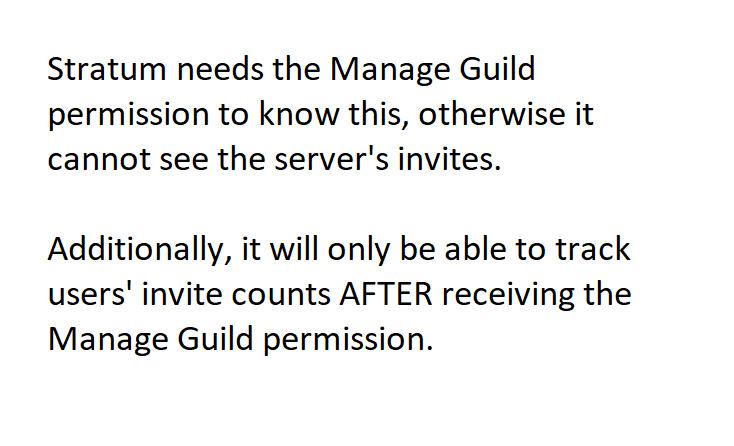 Stratum needs the Manage Guild
permission to know this, otherwise it
cannot see the server's invites.
Additionally, it will only be able to track
users' invite counts AFTER receiving the
Manage Guild permission.